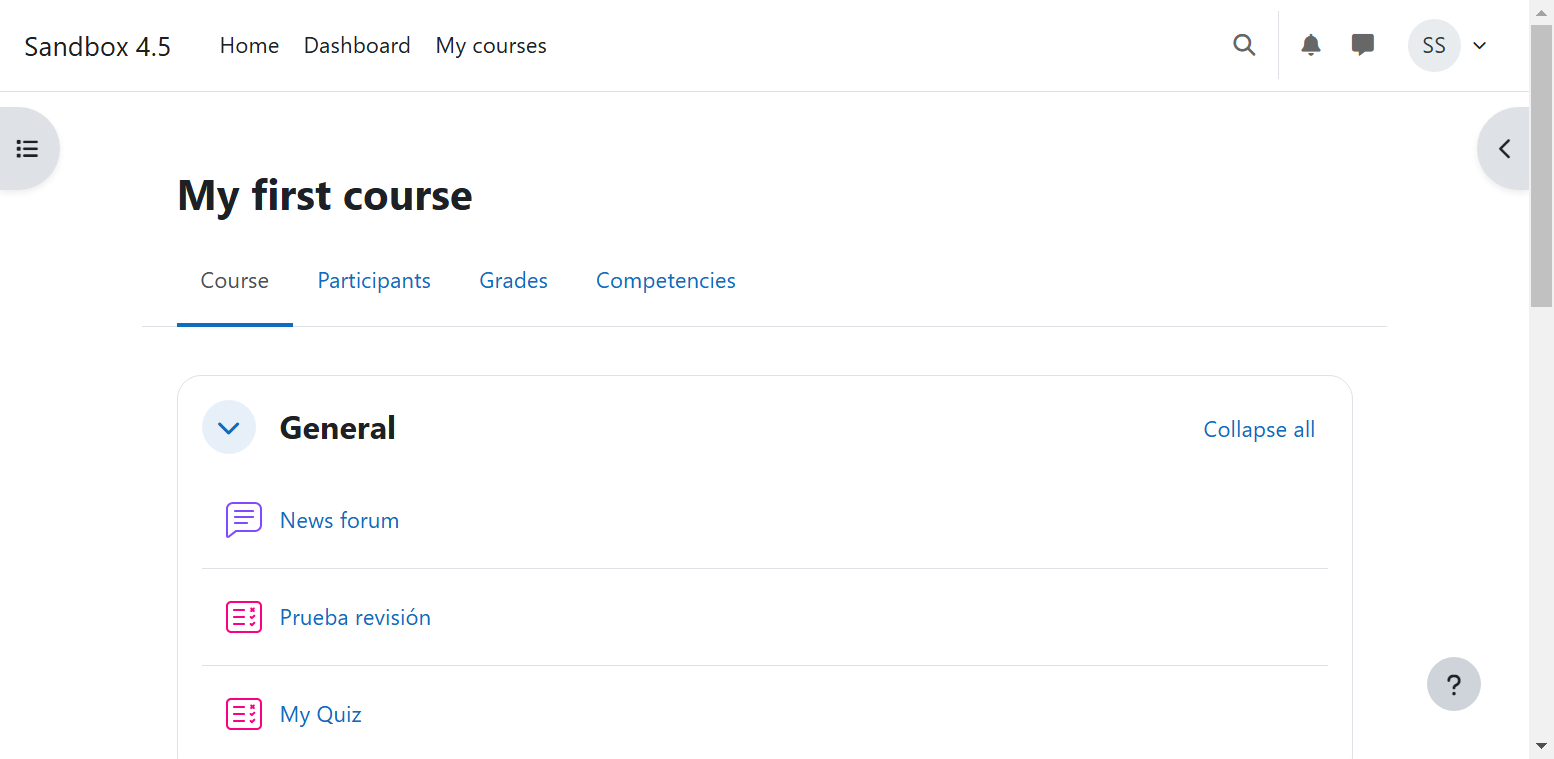 Sandbox 4.5 Home Dashboard My courses SS
My first course
Course Participants Grades Competencies
General Collapse all
News forum
Prueba revisión
My Quiz
?